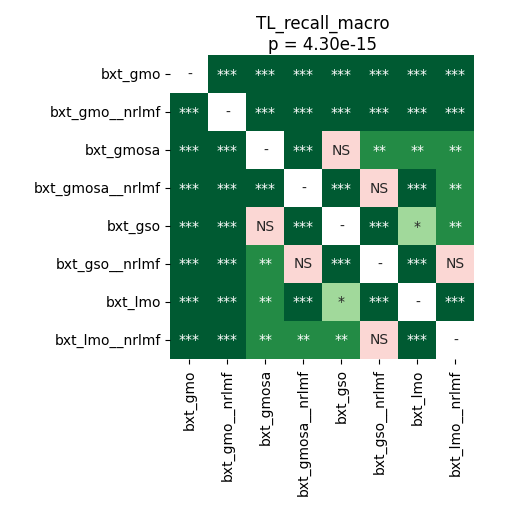 TL_recall_macro
p = 4.30e-15
bxt_gmo - *** *** *** *** *** *** ***
bxt_gmo__nrlmf *** - *** *** *** *** *** ***
bxt_gmosa *** *** - *** NS ** ** **
bxt_gmosa__nrlmf *** *** *** - *** NS *** **
bxt_gso *** *** NS *** - *** * **
bxt_gso__nrlmf *** *** ** NS *** - *** NS
bxt_lmo *** *** ** *** * *** - ***
bxt_lmo__nrlmf *** *** ** ** ** NS *** -
bxt_gmo
bxt_gmo__nrlmf
bxt_gmosa
bxt_gmosa__nrlmf
bxt_gso
bxt_gso__nrlmf
bxt_lmo
bxt_lmo__nrlmf